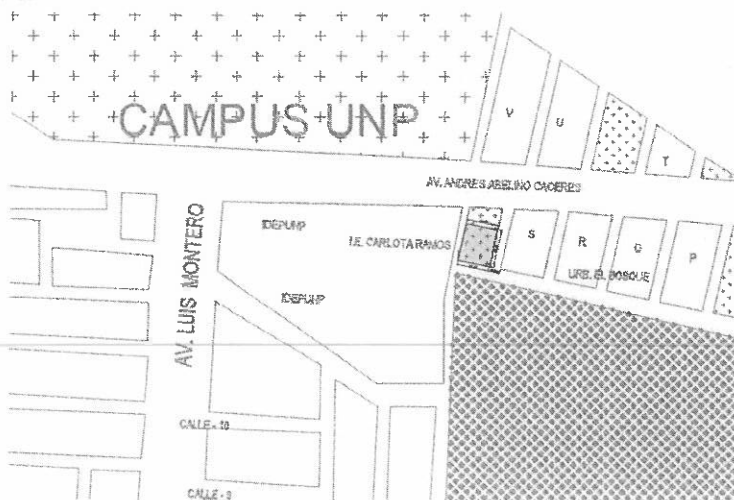 CAMPUS UNP
V
U
T
AV. ANDRES ABELINO CACERES
AV. LUIS MONTERO
IDEPUNP
I.E. CARLOTA RAMOS
S
R
Q
P
URB. EL BOSQUE
IDEPUNP
CALLE - 10
CALLE - 9